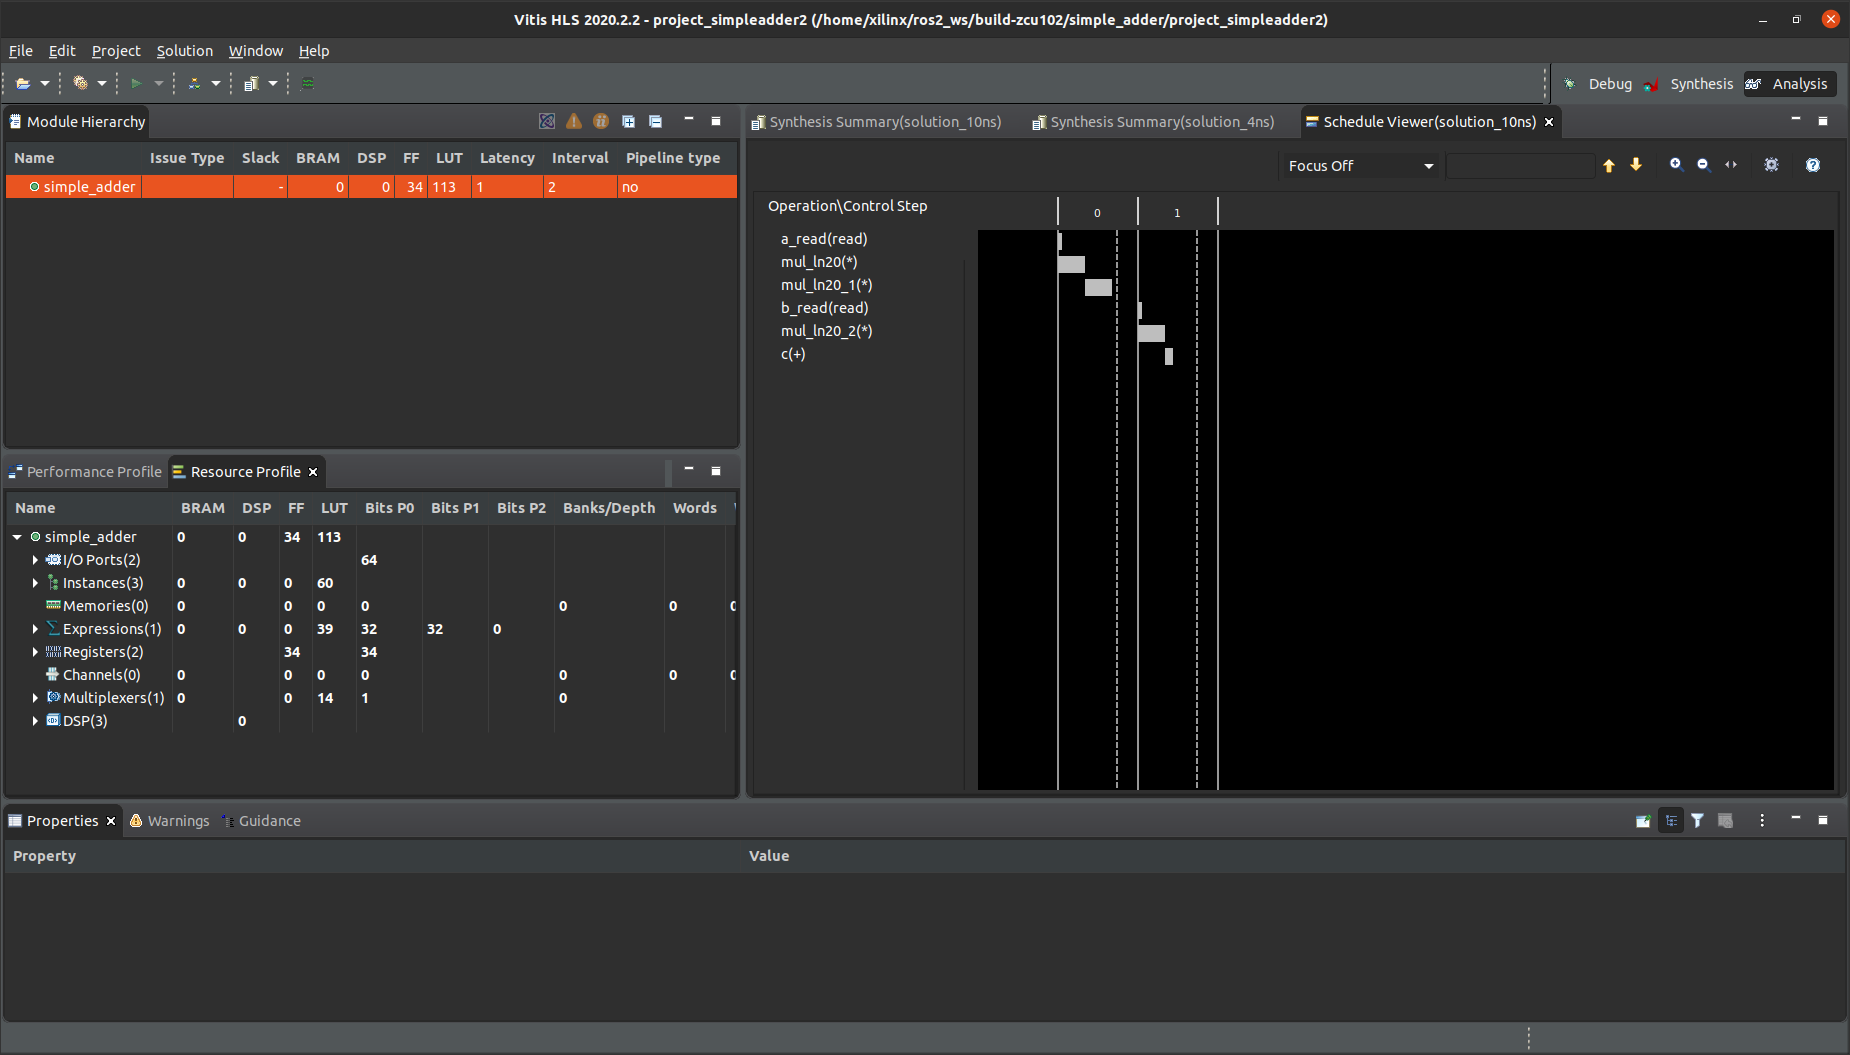 Vitis HLS 2020.2.2 - project_simpleadder2 (/home/xilinx/ros2_ws/build-zcu102/simple_adder/project_simpleadder2)
File Edit Project Solution Window Help
Debug Synthesis Analysis
Module Hierarchy
Name Issue Type Slack BRAM DSP FF LUT Latency Interval Pipeline type
simple_adder - 0 0 34 113 1 2 no
Performance Profile Resource Profile
Name BRAM DSP FF LUT Bits P0 Bits P1 Bits P2 Banks/Depth Words
simple_adder 0 0 34 113
I/O Ports(2) 64
Instances(3) 0 0 0 60
Memories(0) 0 0 0 0 0 0 0
Expressions(1) 0 0 0 39 32 32 0
Registers(2) 34 34
Channels(0) 0 0 0 0 0 0 0
Multiplexers(1) 0 0 14 1 0
DSP(3) 0
Synthesis Summary(solution_10ns) Synthesis Summary(solution_4ns) Schedule Viewer(solution_10ns)
Focus Off
Operation\Control Step 0 1
a_read(read)
mul_ln20(*)
mul_ln20_1(*)
b_read(read)
mul_ln20_2(*)
c(+)
Properties Warnings Guidance
Property Value